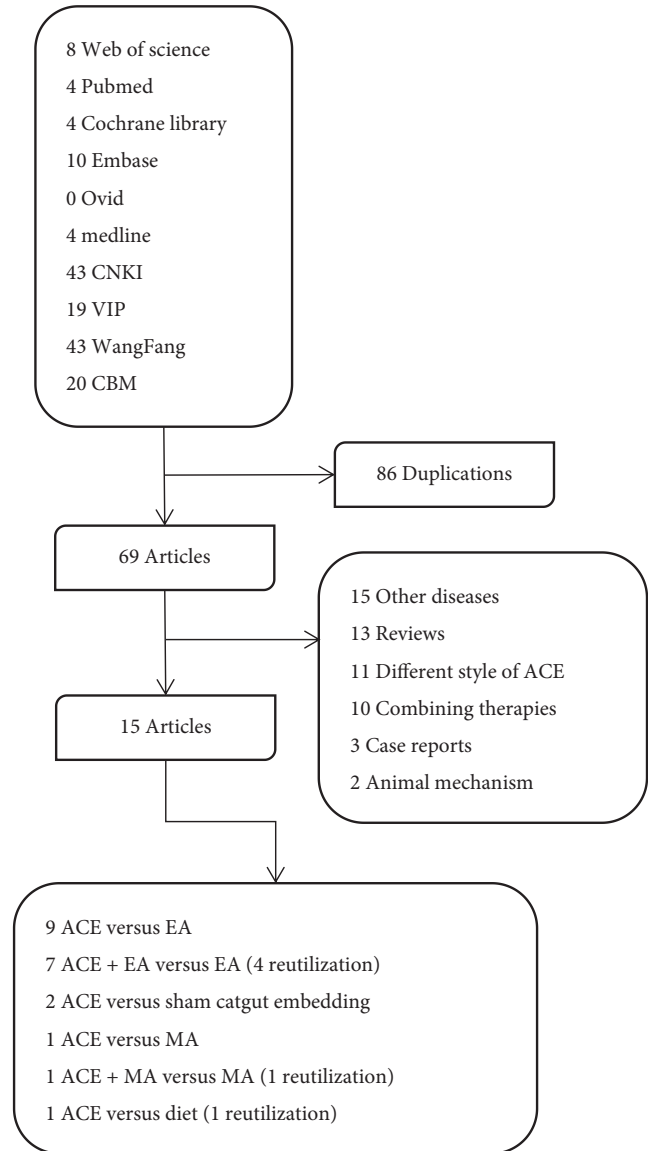 8 Web of science
4 Pubmed
4 Cochrane library
10 Embase
0 Ovid
4 medline
43 CNKI
19 VIP
43 WangFang
20 CBM
86 Duplications
69 Articles
15 Other diseases
13 Reviews
11 Different style of ACE
10 Combining therapies
3 Case reports
2 Animal mechanism
15 Articles
9 ACE versus EA
7 ACE + EA versus EA (4 reutilization)
2 ACE versus sham catgut embedding
1 ACE versus MA
1 ACE + MA versus MA (1 reutilization)
1 ACE versus diet (1 reutilization)